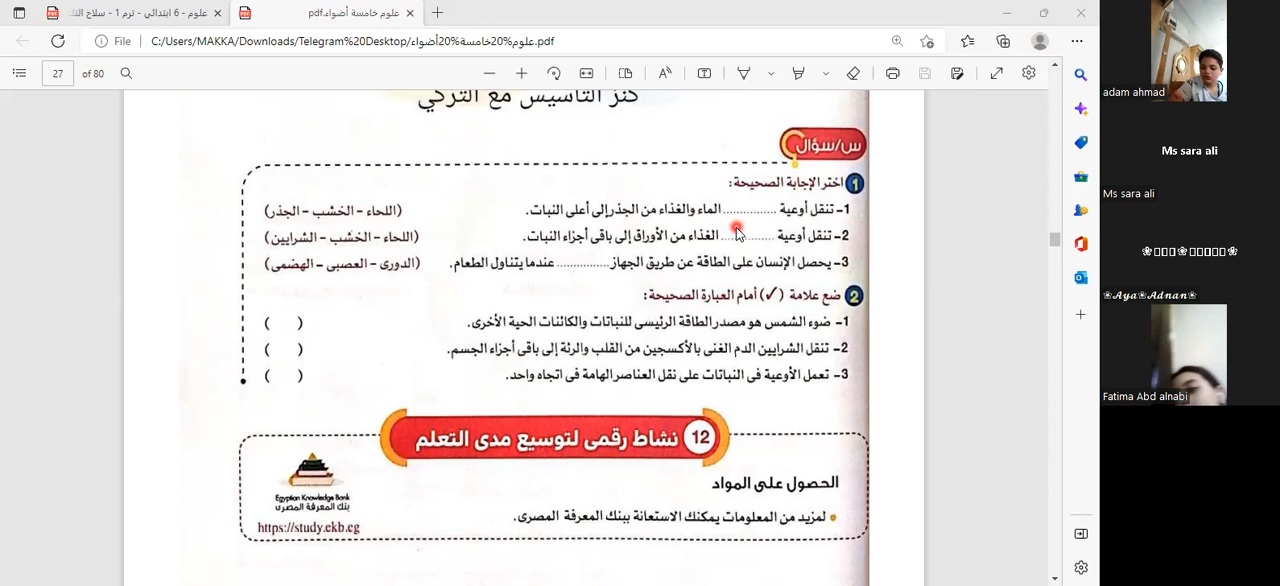 علوم - 6 ابتدائي - ترم 1 - سلاح التل
علوم خامسة أضواء.pdf
File
C:/Users/MAKKA/Downloads/Telegram%20Desktop/علوم%20خامسة%20أضواء.pdf
27 of 80
كنز التأسيس مع التركي
س/سؤال
1 اختر الإجابة الصحيحة:
1- تنقل أوعية .............. الماء والغذاء من الجذر إلى أعلى النبات. (اللحاء - الخشب - الجذر)
2- تنقل أوعية .............. الغذاء من الأوراق إلى باقى أجزاء النبات. (اللحاء - الخشب - الشرايين)
3- يحصل الإنسان على الطاقة عن طريق الجهاز .............. عندما يتناول الطعام. (الدورى - العصبى - الهضمى)
2 ضع علامة (✓) أمام العبارة الصحيحة:
1- ضوء الشمس هو مصدر الطاقة الرئيسى للنباتات والكائنات الحية الأخرى. ( )
2- تنقل الشرايين الدم الغنى بالأكسجين من القلب والرئة إلى باقى أجزاء الجسم. ( )
3- تعمل الأوعية فى النباتات على نقل العناصر الهامة فى اتجاه واحد. ( )
12 نشاط رقمى لتوسيع مدى التعلم
الحصول على المواد
• لمزيد من المعلومات يمكنك الاستعانة ببنك المعرفة المصرى.
Egyptian Knowledge Bank
بنك المعرفة المصرى
https://study.ekb.eg
adam ahmad
Ms sara ali
Ms sara ali
❀𝓐𝔂𝓪❀𝓐𝓭𝓷𝓪𝓷❀
Fatima Abd alnabi